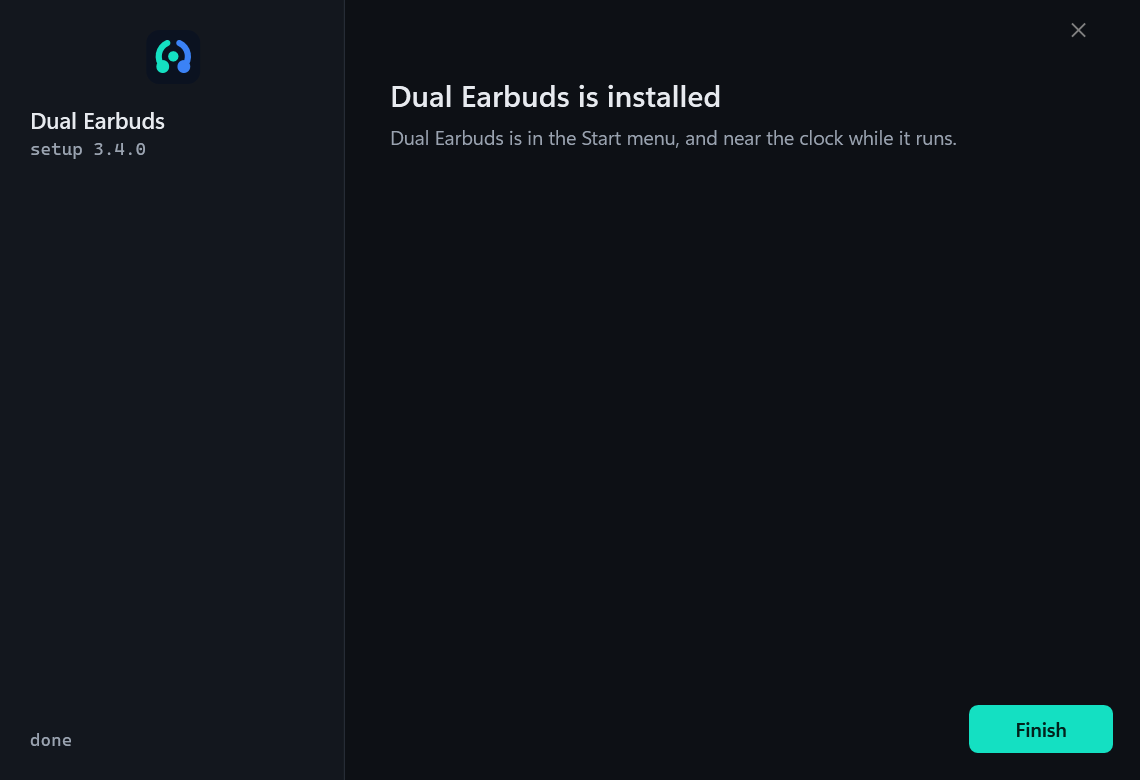 Dual Earbuds
setup 3.4.0
Dual Earbuds is installed
Dual Earbuds is in the Start menu, and near the clock while it runs.
done
Finish